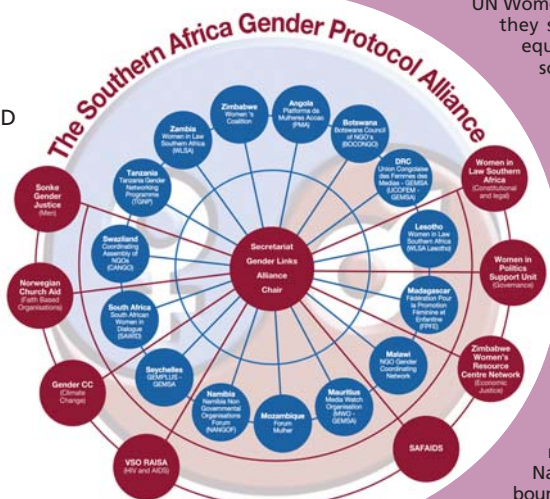 The Southern Africa Gender Protocol Alliance
UN Wome
they s
equ
so
D
Zimbabwe
Women 's
Coalition
Angola
Plataforma da
Mulheres Accao
(PMA)
Botswana
Botswana Council
of NGO's
(BOCONGO)
DRC
Union Congolaise
des Femmes des
Medias - GEMSA
(UCOFEM -
GEMSA)
Lesotho
Women in Law
Southern Africa
(WLSA Lesotho)
Madagascar
Fédération Pour
la Promotion
Féminine et
Enfantine
(FPFE)
Malawi
NGO Gender
Coordinating
Network
Mauritius
Media Watch
Organisation
(MWO -
GEMSA)
Mozambique
Forum
Mulher
Namibia
Namibia Non
Governmental
Organisations
Forum
(NANGOF)
Seychelles
GEMPLUS -
GEMSA
South Africa
South African
Women in
Dialogue
(SAWID)
Swaziland
Coordinating
Assembly of
NGOs
(CANGO)
Tanzania
Tanzania Gender
Networking
Programme
(TGNP)
Zambia
Women in Law
Southern Africa
(WLSA)
Secretariat
Gender Links
Alliance
Chair
Women in
Law Southern
Africa
(Constitutional
and legal)
Women in
Politics
Support Unit
(Governance)
Zimbabwe
Women's
Resource
Centre Network
(Economic
Justice)
SAFAIDS
VSO RAISA
(HIV and AIDS)
Gender CC
(Climate
Change)
Norwegian
Church Aid
(Faith Based
Organisations)
Sonke
Gender
Justice
(Men)
Na
boun